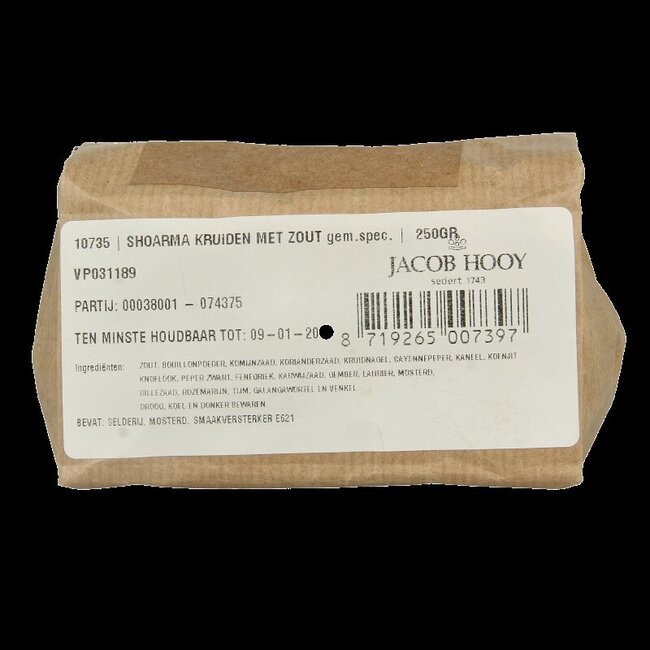 10735 | SHOARMA KRUIDEN MET ZOUT gem.spec. | 250GR
JACOB HOOY
sedert 1743
VP031189
PARTIJ: 00038001 - 074375
TEN MINSTE HOUDBAAR TOT: 09-01-20
8 719265 007397
Ingrediënten: ZOUT, BOUILLONPOEDER, KOMIJNZAAD, KORIANDERZAAD, KRUIDNAGEL, CAYENNEPEPER, KANEEL, KOENJIT
KNOFLOOK, PEPER ZWART, FENEGRIEK, KARWIJZAAD, GEMBER, LAURIER, MOSTERD,
DILLEZAAD, ROZEMARIJN, TIJM, GALANGAWORTEL EN VENKEL
DROOG, KOEL EN DONKER BEWAREN.
BEVAT: SELDERIJ, MOSTERD, SMAAKVERSTERKER E621